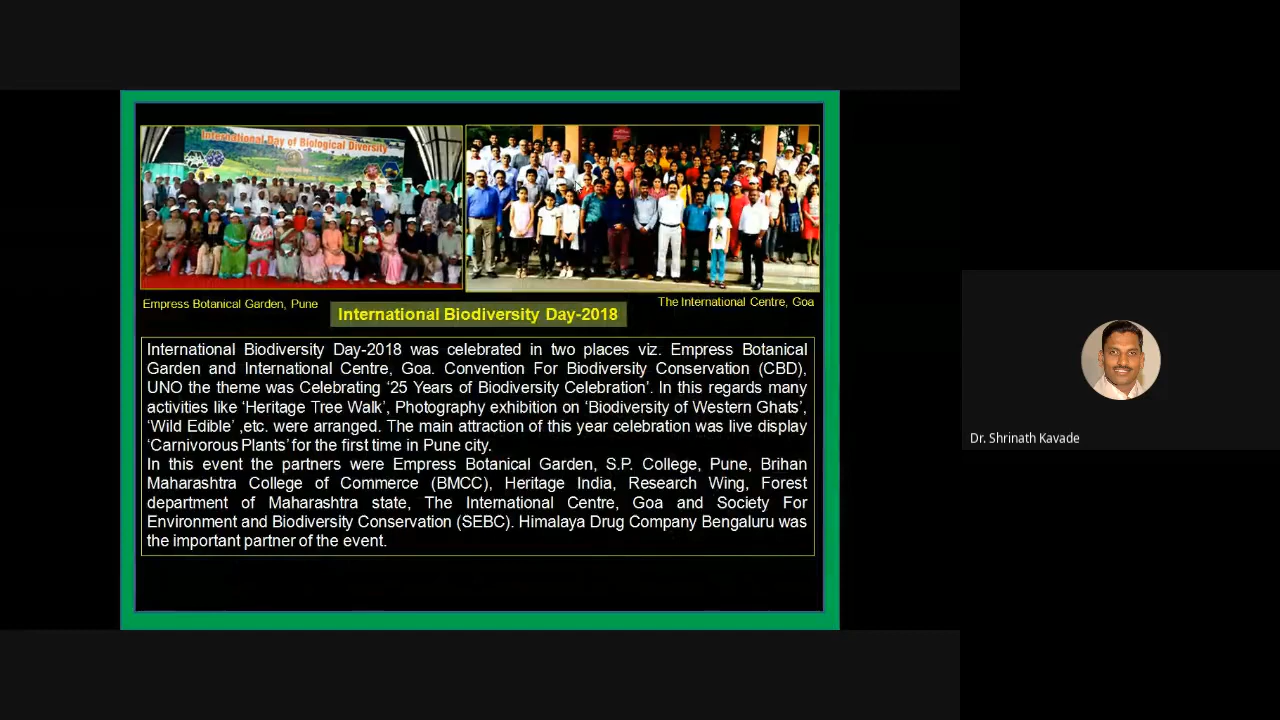 International Day of Biological Diversity
Empress Botanical Garden, Pune
The International Centre, Goa
International Biodiversity Day-2018
International Biodiversity Day-2018 was celebrated in two places viz. Empress Botanical
Garden and International Centre, Goa. Convention For Biodiversity Conservation (CBD),
UNO the theme was Celebrating ‘25 Years of Biodiversity Celebration’. In this regards many
activities like ‘Heritage Tree Walk’, Photography exhibition on ‘Biodiversity of Western Ghats’,
‘Wild Edible’ ,etc. were arranged. The main attraction of this year celebration was live display
‘Carnivorous Plants’ for the first time in Pune city.
In this event the partners were Empress Botanical Garden, S.P. College, Pune, Brihan
Maharashtra College of Commerce (BMCC), Heritage India, Research Wing, Forest
department of Maharashtra state, The International Centre, Goa and Society For
Environment and Biodiversity Conservation (SEBC). Himalaya Drug Company Bengaluru was
the important partner of the event.
Dr. Shrinath Kavade